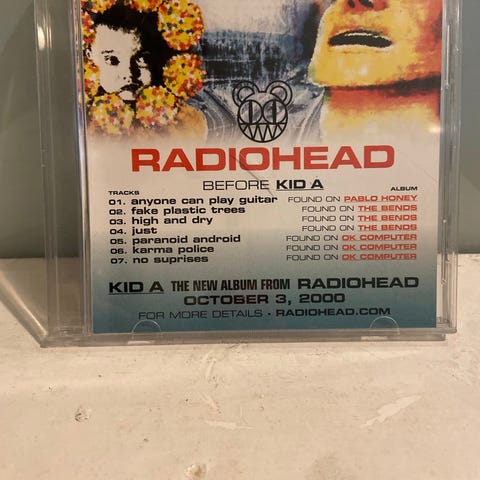 RADIOHEAD
BEFORE KID A
TRACKS ALBUM
01. anyone can play guitar FOUND ON PABLO HONEY
02. fake plastic trees FOUND ON THE BENDS
03. high and dry FOUND ON THE BENDS
04. just FOUND ON THE BENDS
05. paranoid android FOUND ON OK COMPUTER
06. karma police FOUND ON OK COMPUTER
07. no suprises FOUND ON OK COMPUTER
KID A THE NEW ALBUM FROM RADIOHEAD
OCTOBER 3, 2000
FOR MORE DETAILS - RADIOHEAD.COM